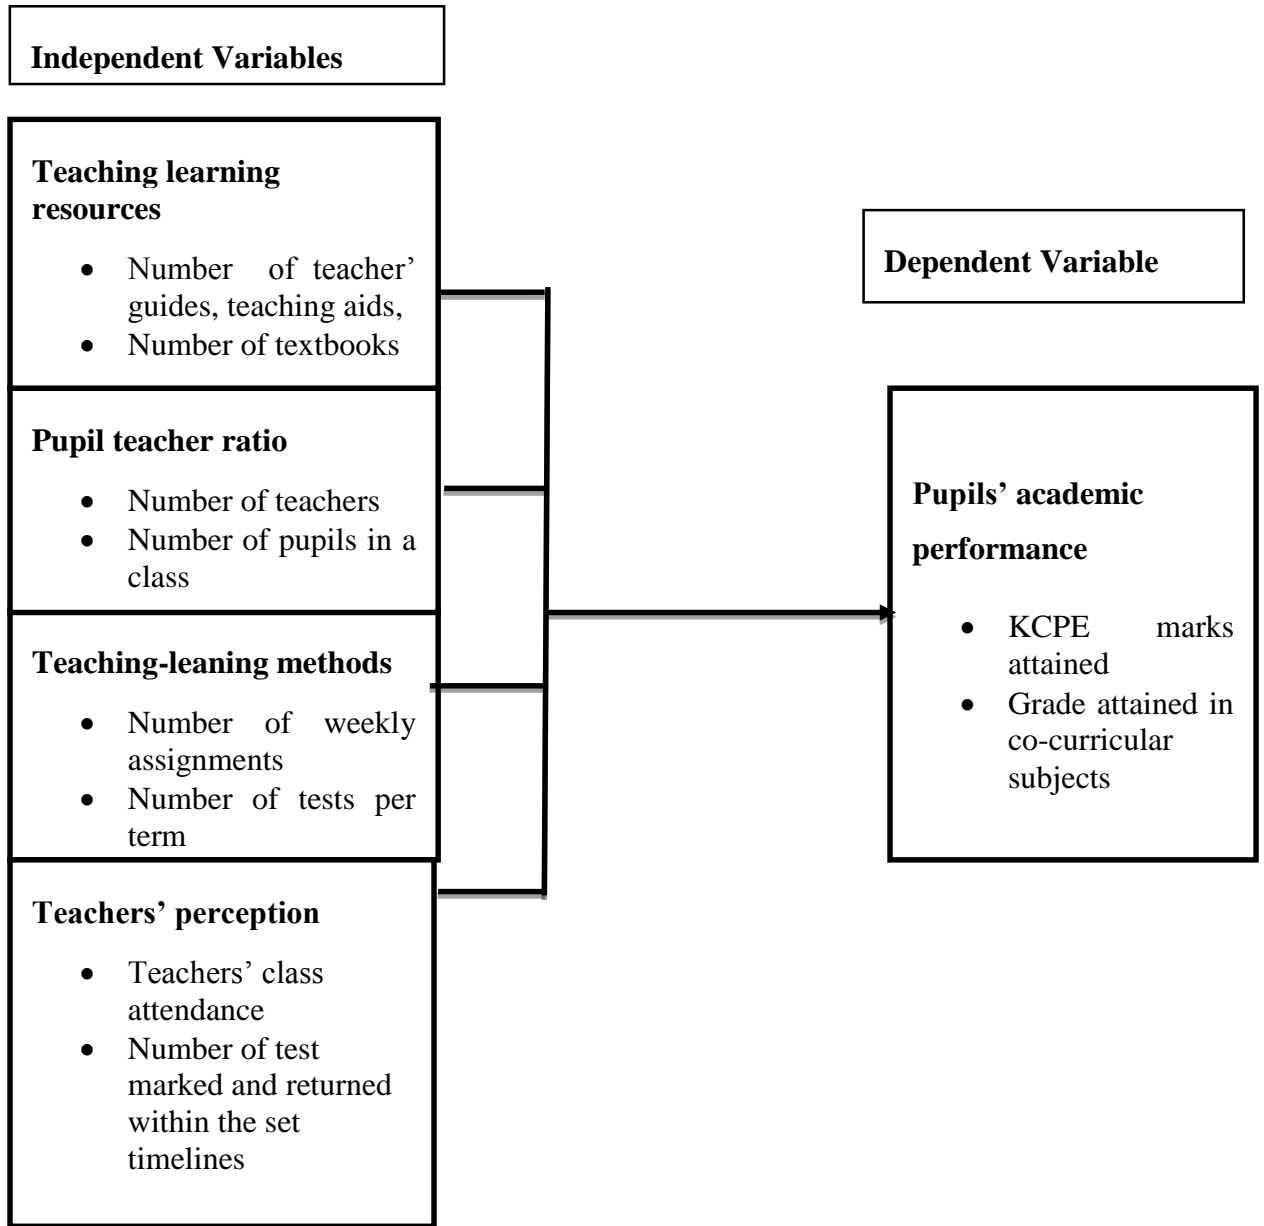 Independent Variables
Teaching learning
resources
• Number of teacher’
guides, teaching aids,
• Number of textbooks
Pupil teacher ratio
• Number of teachers
• Number of pupils in a
class
Teaching-leaning methods
• Number of weekly
assignments
• Number of tests per
term
Teachers’ perception
• Teachers’ class
attendance
• Number of test
marked and returned
within the set
timelines
Dependent Variable
Pupils’ academic
performance
• KCPE marks
attained
• Grade attained in
co-curricular
subjects